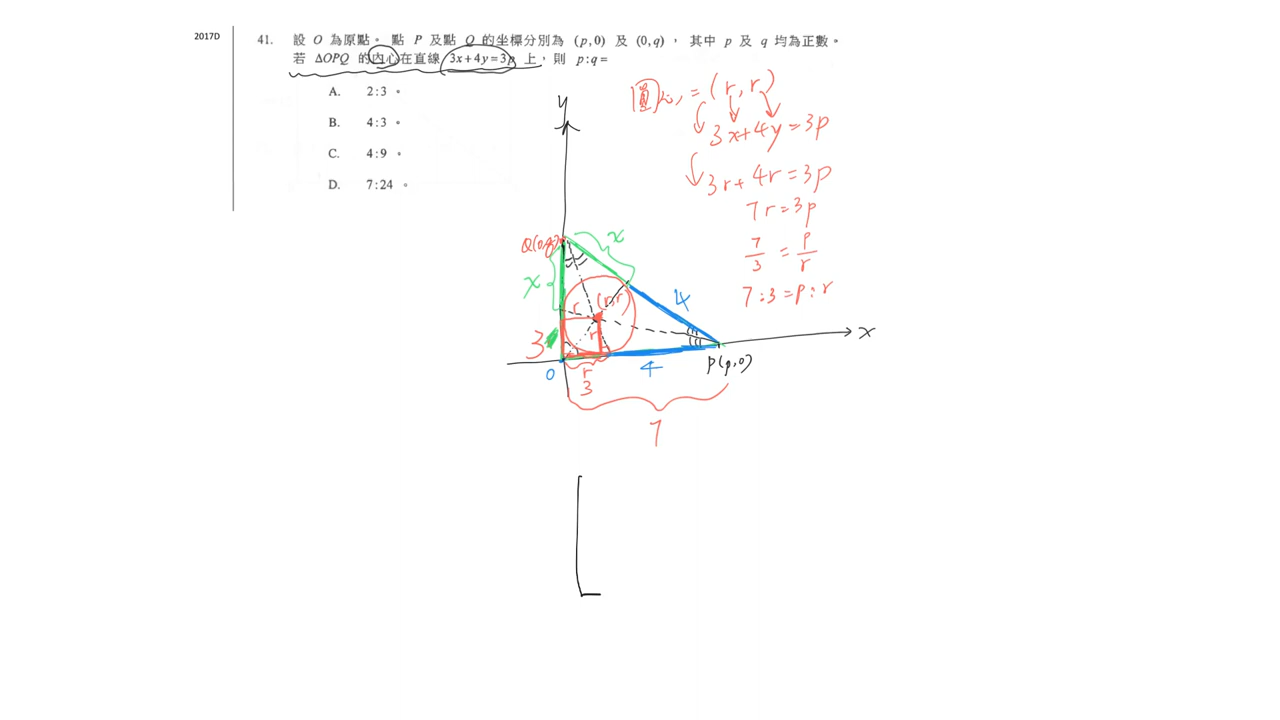 2017D
41. 設 O 為原點。 點 P 及點 Q 的坐標分別為 (p,0) 及 (0,q) , 其中 p 及 q 均為正數。
若 ΔOPQ 的內心在直線 3x+4y=3p 上,則 p:q=
A. 2:3 。
B. 4:3 。
C. 4:9 。
D. 7:24 。
圓心 = (r, r)
3x+4y=3p
3r+4r=3p
7r=3p
7/3 = p/r
7:3=p:r
y
Q(0,q)
x
x
4
r
(r,r)
3
r
x
O
r
3
4
P(p,0)
7